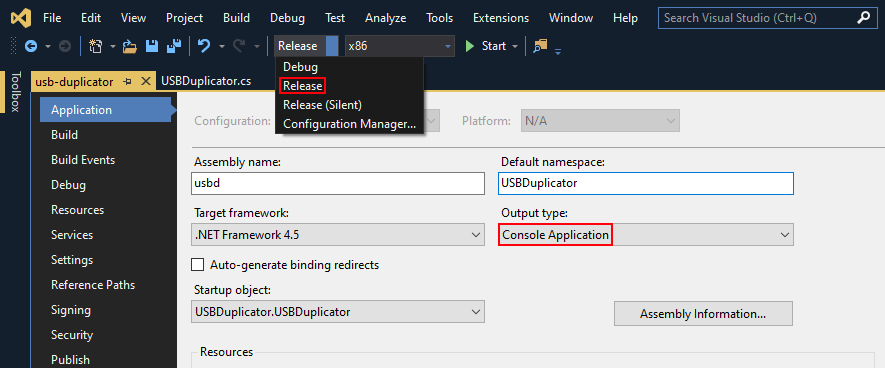 File Edit View Project Build Debug Test Analyze Tools Extensions Window Help Search Visual Studio (Ctrl+Q)
Release x86 Start
Debug
Release
Release (Silent)
Configuration Manager...
Toolbox
usb-duplicator USBDuplicator.cs
Application
Build
Build Events
Debug
Resources
Services
Settings
Reference Paths
Signing
Security
Publish
Configuration: Platform: N/A
Assembly name: Default namespace:
usbd USBDuplicator
Target framework: Output type:
.NET Framework 4.5 Console Application
Auto-generate binding redirects
Startup object:
USBDuplicator.USBDuplicator Assembly Information...
Resources